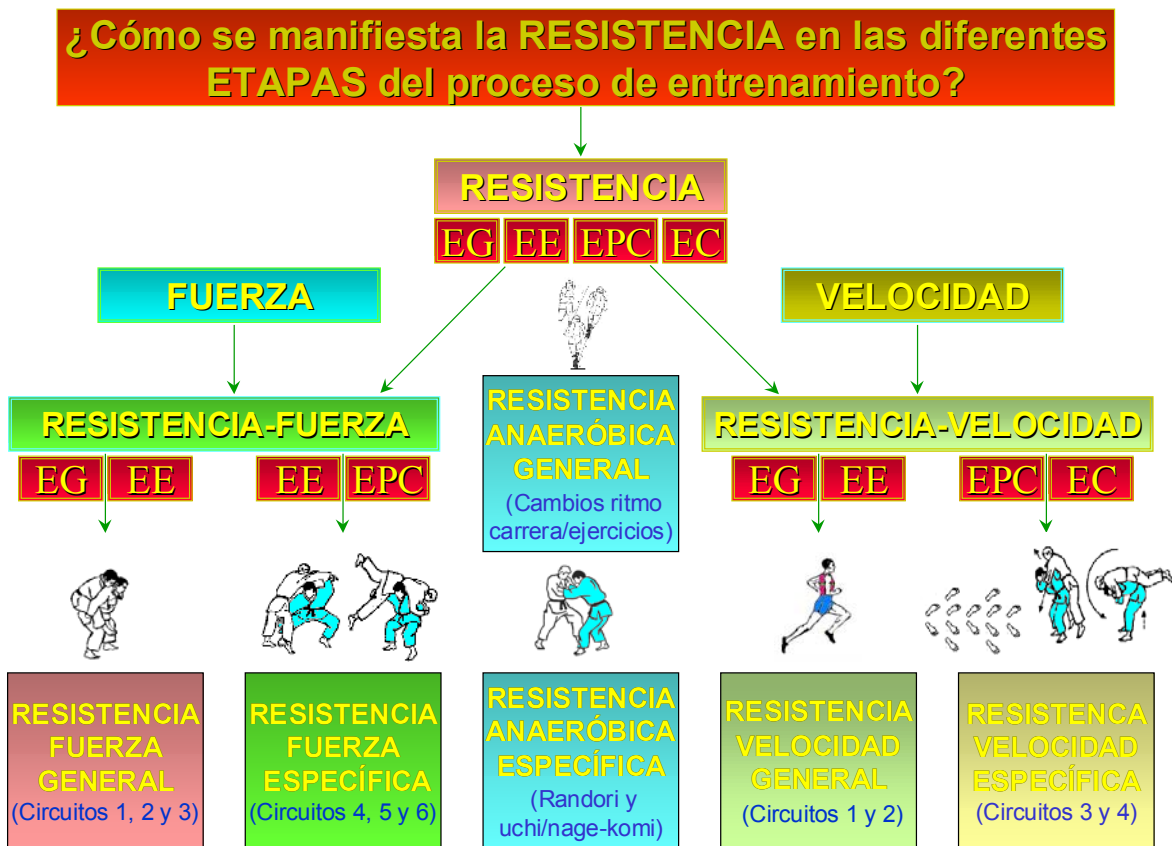 ¿Cómo se manifiesta la RESISTENCIA en las diferentes
ETAPAS del proceso de entrenamiento?
RESISTENCIA
EG EE EPC EC
FUERZA
VELOCIDAD
RESISTENCIA-FUERZA
EG EE
EE EPC
RESISTENCIA
ANAERÓBICA
GENERAL
(Cambios ritmo
carrera/ejercicios)
RESISTENCIA-VELOCIDAD
EG EE
EPC EC
RESISTENCIA
FUERZA
GENERAL
(Circuitos 1, 2 y 3)
RESISTENCIA
FUERZA
ESPECÍFICA
(Circuitos 4, 5 y 6)
RESISTENCIA
ANAERÓBICA
ESPECÍFICA
(Randori y
uchi/nage-komi)
RESISTENCIA
VELOCIDAD
GENERAL
(Circuitos 1 y 2)
RESISTENCA
VELOCIDAD
ESPECÍFICA
(Circuitos 3 y 4)